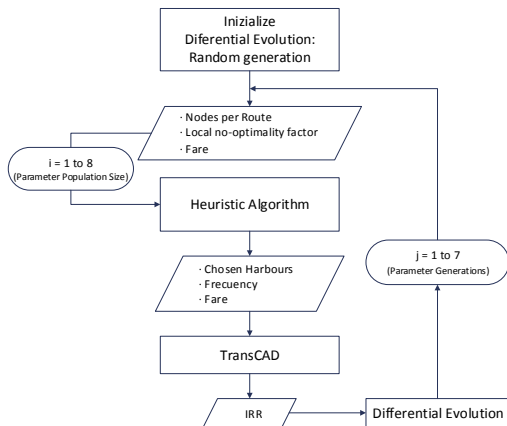 Inizialize
Diferential Evolution:
Random generation
· Nodes per Route
· Local no-optimality factor
· Fare
i = 1 to 8
(Parameter Population Size)
Heuristic Algorithm
j = 1 to 7
(Parameter Generations)
· Chosen Harbours
· Frecuency
· Fare
TransCAD
IRR
Differential Evolution